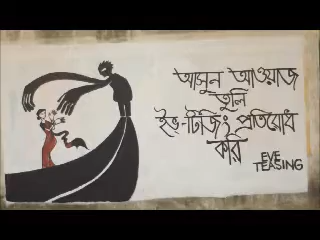 আসুন আওয়াজ
তুলি
ইভ-টিজিং প্রতিরোধ
করি
EVE
TEASING